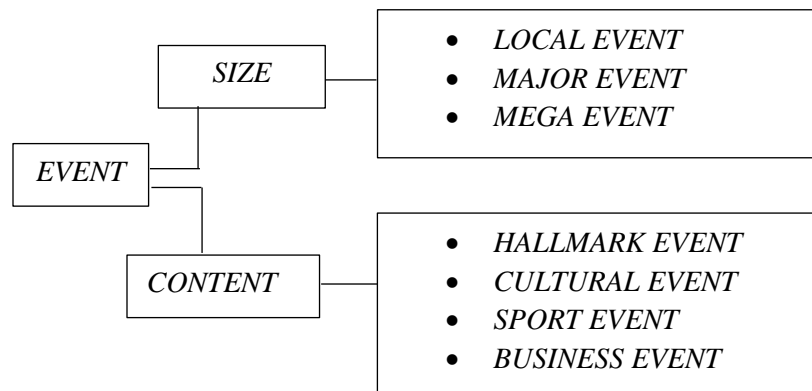 EVENT
SIZE
• LOCAL EVENT
• MAJOR EVENT
• MEGA EVENT
CONTENT
• HALLMARK EVENT
• CULTURAL EVENT
• SPORT EVENT
• BUSINESS EVENT